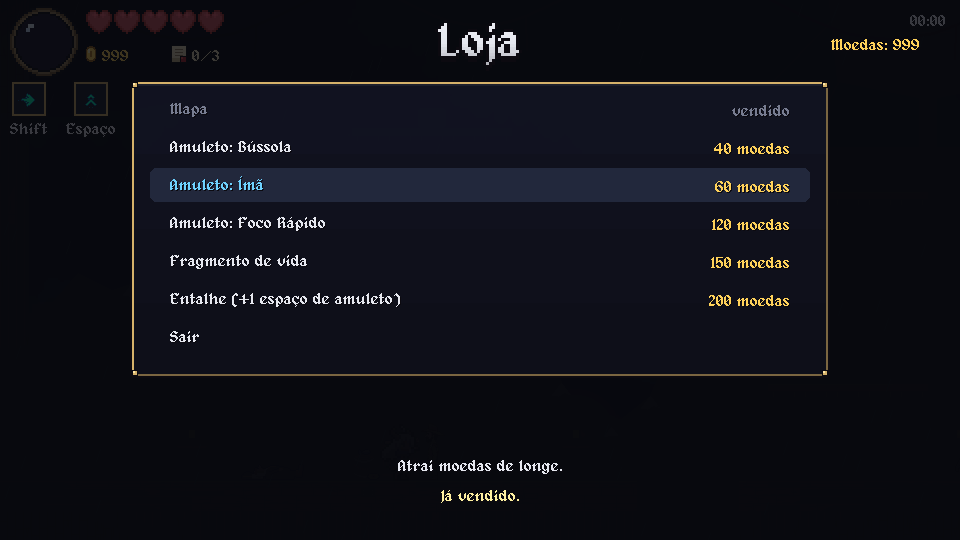 999
0/3
00:00
Loja
Moedas: 999
Shift
Espaço
Mapa vendido
Amuleto: Bússola 40 moedas
Amuleto: Ímã 60 moedas
Amuleto: Foco Rápido 120 moedas
Fragmento de vida 150 moedas
Entalhe (+1 espaço de amuleto) 200 moedas
Sair
Atrai moedas de longe.
Já vendido.